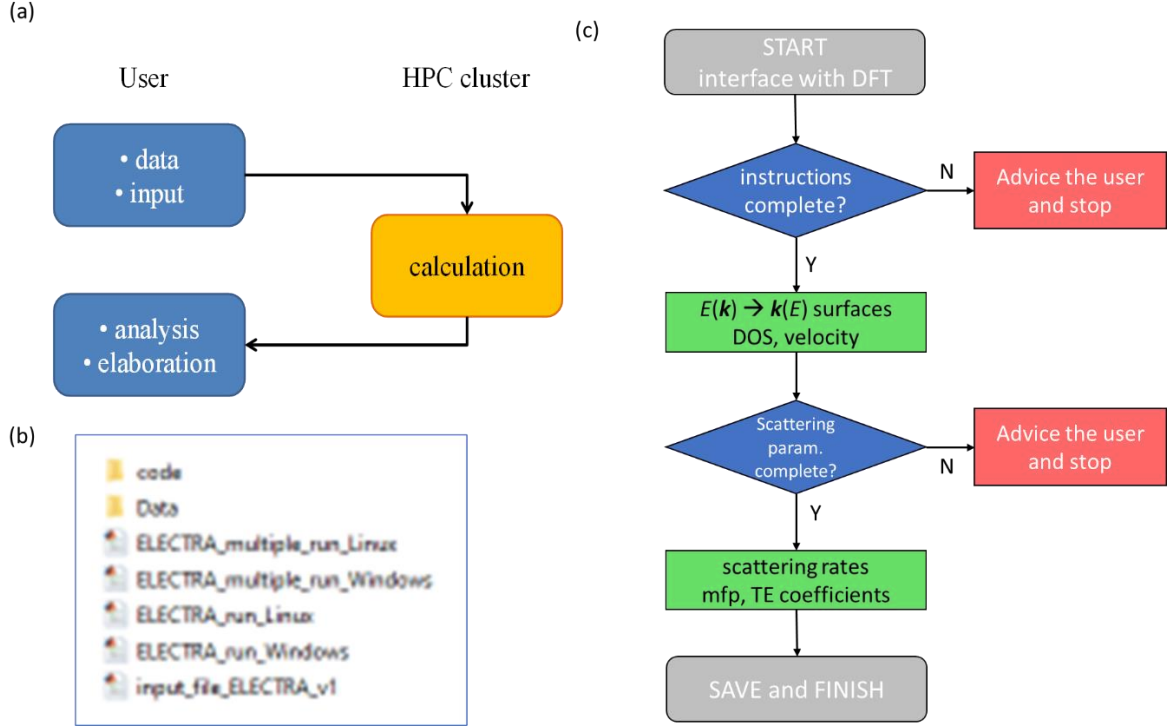 (a)
User
HPC cluster
• data
• input
calculation
• analysis
• elaboration
(b)
code
Data
ELECTRA_multiple_run_Linux
ELECTRA_multiple_run_Windows
ELECTRA_run_Linux
ELECTRA_run_Windows
input_file_ELECTRA_v1
(c)
START
interface with DFT
instructions
complete?
N
Advice the user
and stop
Y
E(k) → k(E) surfaces
DOS, velocity
Scattering
param.
complete?
N
Advice the user
and stop
Y
scattering rates
mfp, TE coefficients
SAVE and FINISH